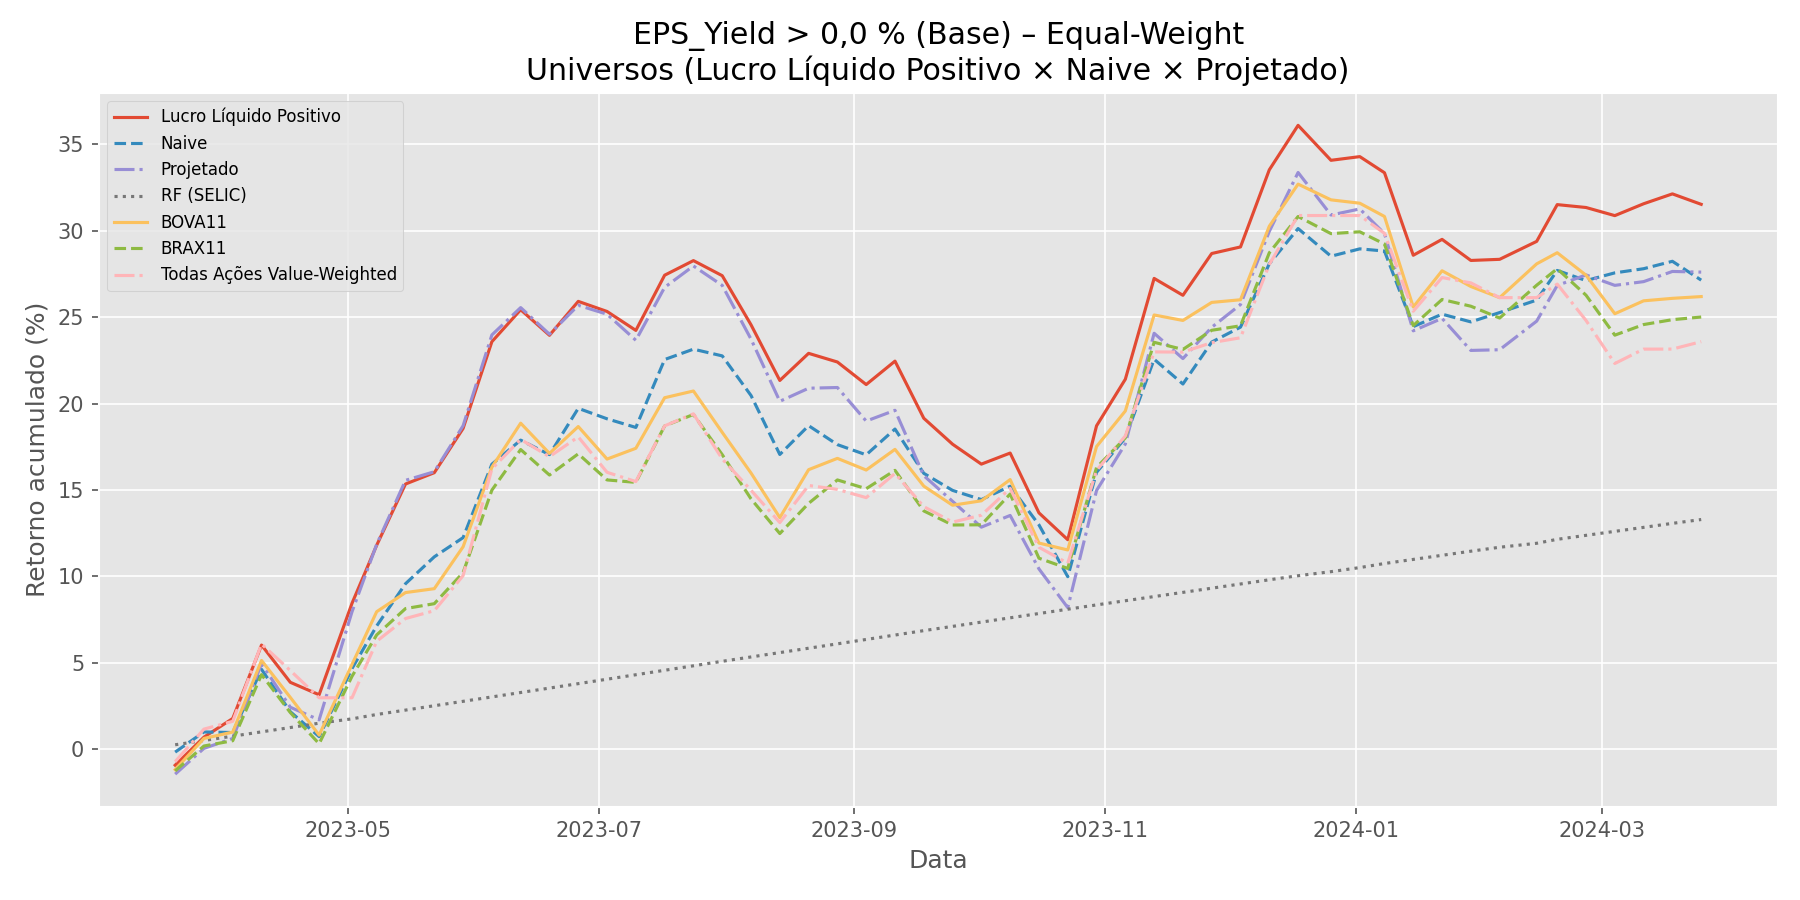 EPS_Yield > 0,0 % (Base) – Equal-Weight
Universos (Lucro Líquido Positivo × Naive × Projetado)
Lucro Líquido Positivo
Naive
Projetado
RF (SELIC)
BOVA11
BRAX11
Todas Ações Value-Weighted
Retorno acumulado (%)
35
30
25
20
15
10
5
0
2023-05
2023-07
2023-09
2023-11
2024-01
2024-03
Data